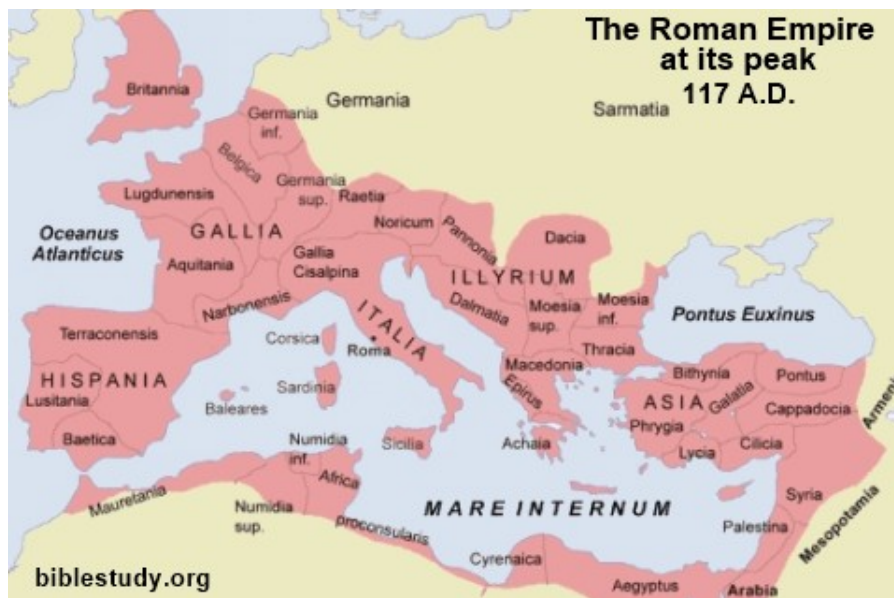 The Roman Empire
at its peak
117 A.D.
Britannia
Germania
inf.
Germania
Sarmatia
Belgica
Lugdunensis
Germania
sup.
Raetia
Noricum
Pannonia
Dacia
Oceanus
Atlanticus
GALLIA
Gallia
Cisalpina
Aquitania
ILLYRIUM
Narbonensis
Dalmatia
Moesia
sup.
Moesia
inf.
Pontus Euxinus
Terraconensis
Corsica
ITALIA
Roma
Thracia
Macedonia
Epirus
Bithynia
Pontus
HISPANIA
Lusitania
Sardinia
Baleares
ASIA
Galatia
Cappadocia
Armeni
Phrygia
Baetica
Numidia
inf.
Sicilia
Achaia
Lycia
Cilicia
Mauretania
Africa
proconsularis
Numidia
sup.
MARE INTERNUM
Syria
Mesopotamia
Palestina
Cyrenaica
Aegyptus
Arabia
biblestudy.org